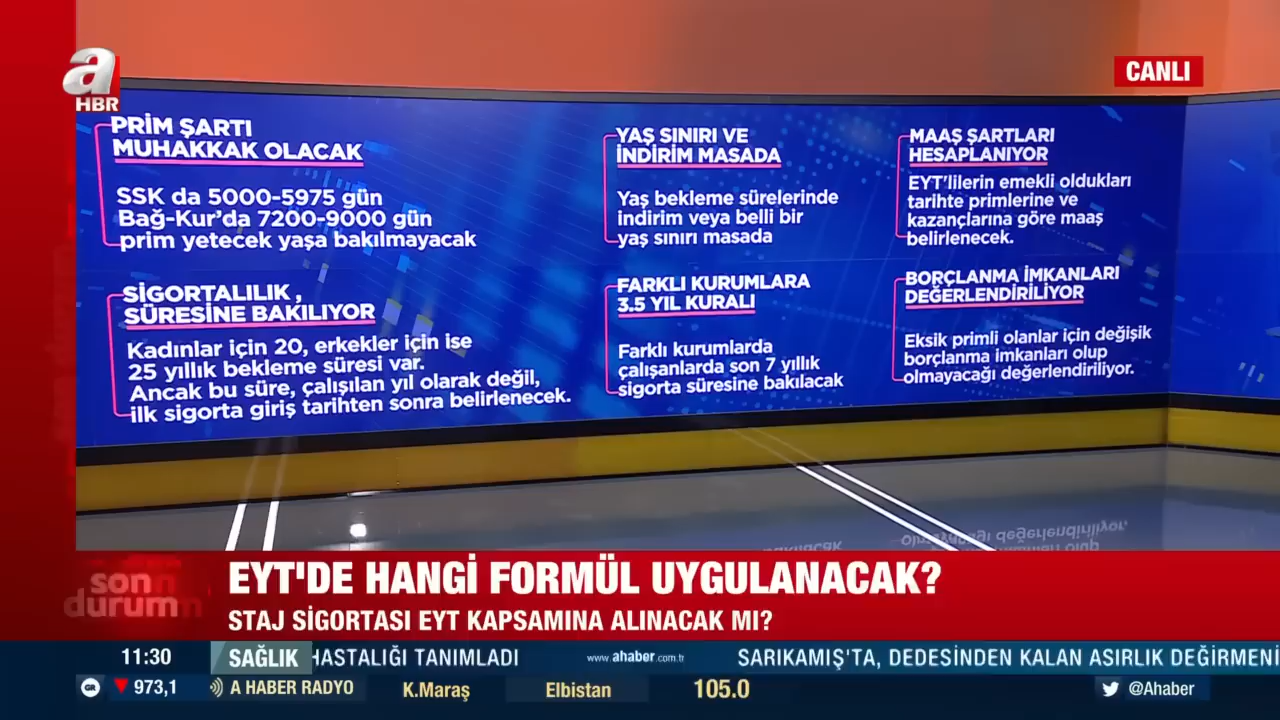 a
HBR
CANLI
PRİM ŞARTI
MUHAKKAK OLACAK
SSK da 5000-5975 gün
Bağ-Kur'da 7200-9000 gün
prim yetecek yaşa bakılmayacak
YAŞ SINIRI VE
İNDİRİM MASADA
Yaş bekleme sürelerinde
indirim veya belli bir
yaş sınırı masada
MAAŞ ŞARTLARI
HESAPLANIYOR
EYT'lilerin emekli oldukları
tarihte primlerine ve
kazançlarına göre maaş
belirlenecek.
SİGORTALILIK,
SÜRESİNE BAKILIYOR
Kadınlar için 20, erkekler için ise
25 yıllık bekleme süresi var.
Ancak bu süre, çalışılan yıl olarak değil,
ilk sigorta giriş tarihten sonra belirlenecek.
FARKLI KURUMLARA
3.5 YIL KURALI
Farklı kurumlarda
çalışanlarda son 7 yıllık
sigorta süresine bakılacak
BORÇLANMA İMKANLARI
DEĞERLENDİRİLİYOR
Eksik primli olanlar için değişik
borçlanma imkanları olup
olmayacağı değerlendiriliyor.
son
durum
EYT'DE HANGİ FORMÜL UYGULANACAK?
STAJ SİGORTASI EYT KAPSAMINA ALINACAK MI?
11:30
SAĞLIK
HASTALIĞI TANIMLADI
www.ahaber.com.tr
SARIKAMIŞ'TA, DEDESİNDEN KALAN ASIRLIK DEĞİRMENİ
GR
973,1
A HABER RADYO
K.Maraş
Elbistan
105.0
@Ahaber